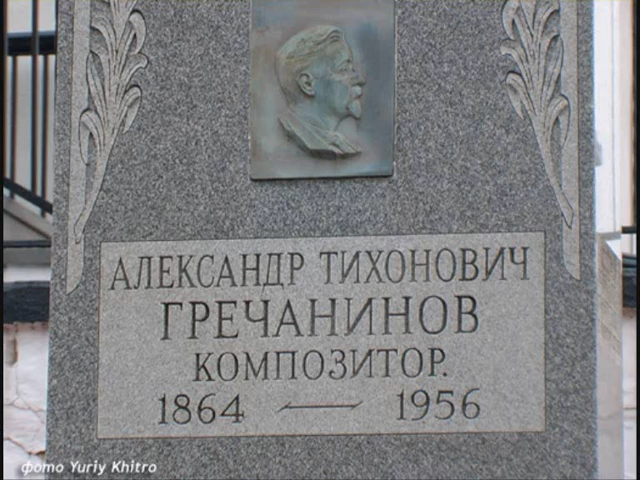 АЛЕКСАНДР ТИХОНОВИЧ
ГРЕЧАНИНОВ
КОМПОЗИТОР.
1864 — 1956
фото Yuriy Khitro